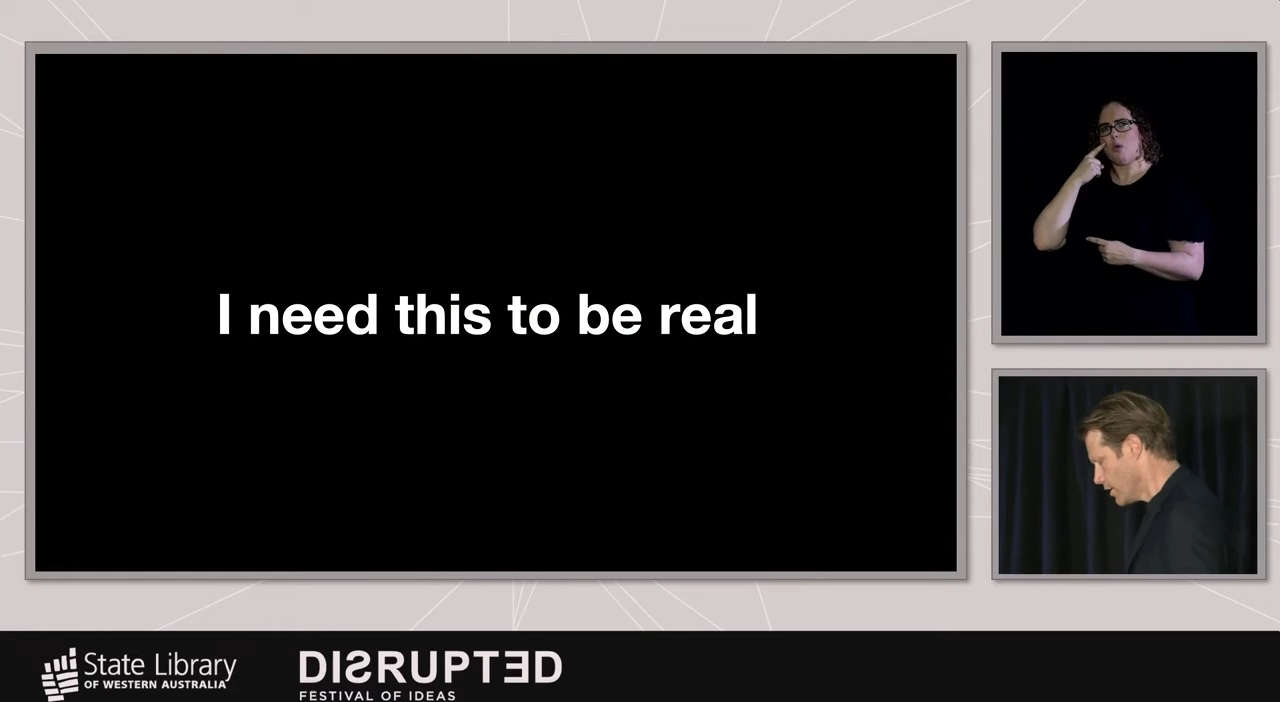 I need this to be real
State Library
OF WESTERN AUSTRALIA
DISRUPTED
FESTIVAL OF IDEAS